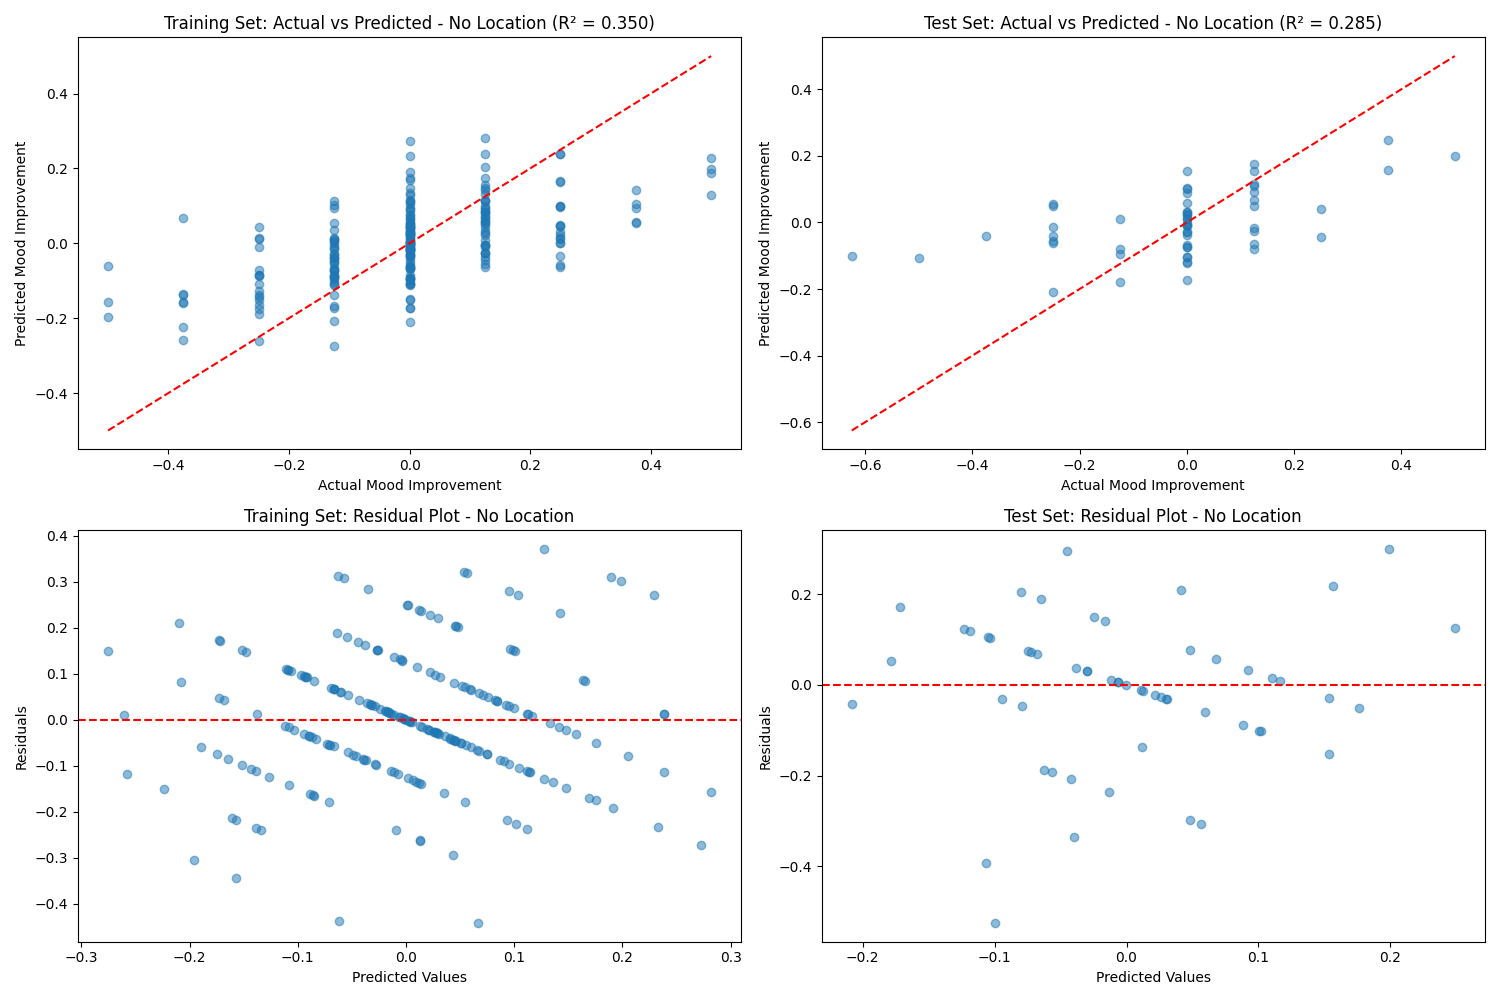 Training Set: Actual vs Predicted - No Location (R² = 0.350)
Predicted Mood Improvement
0.4
0.2
0.0
−0.2
−0.4
−0.4 −0.2 0.0 0.2 0.4
Actual Mood Improvement
Test Set: Actual vs Predicted - No Location (R² = 0.285)
Predicted Mood Improvement
0.4
0.2
0.0
−0.2
−0.4
−0.6
−0.6 −0.4 −0.2 0.0 0.2 0.4
Actual Mood Improvement
Training Set: Residual Plot - No Location
Residuals
0.4
0.3
0.2
0.1
0.0
−0.1
−0.2
−0.3
−0.4
−0.3 −0.2 −0.1 0.0 0.1 0.2 0.3
Predicted Values
Test Set: Residual Plot - No Location
Residuals
0.2
0.0
−0.2
−0.4
−0.2 −0.1 0.0 0.1 0.2
Predicted Values